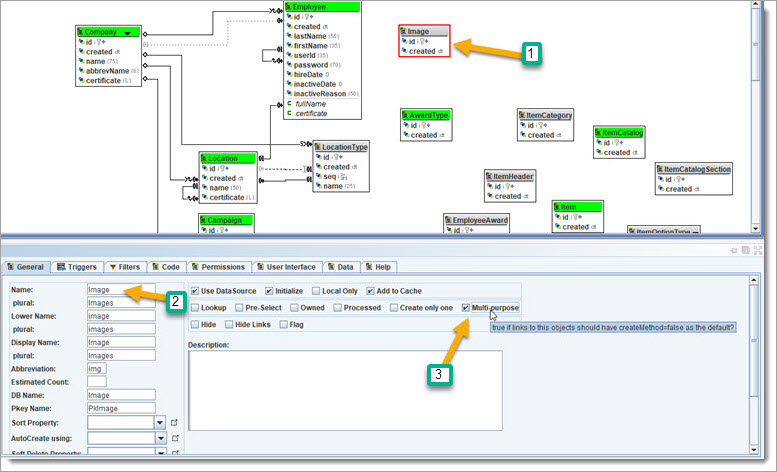 Company
id
created
name (75)
abbrevName (0)
certificate (L)
Employee
id
created
lastName (55)
firstName (35)
userId (35)
password (70)
hireDate D
inactiveDate D
inactiveReason (50)
fullName
certificate
Image
id
created
1
AwardType
id
created
ItemCategory
id
created
ItemCatalog
id
created
LocationType
id
created
seq
name (25)
Location
id
created
name (50)
certificate (L)
ItemCatalogSection
id
created
ItemHeader
id
created
Item
id
created
Campaign
id
EmployeeAward
id
ItemOptionType
General Triggers Filters Code Permissions User Interface Data Help
Name: Image
plural: Images
Lower Name: image
plural: images
Display Name: Image
plural: Images
Abbreviation: img
Estimated Count:
DB Name: Image
Pkey Name: PkImage
Sort Property:
AutoCreate using:
Soft Delete Property:
2
Use DataSource Initialize Local Only Add to Cache
Lookup Pre-Select Owned Processed Create only one Multi-purpose
Hide Hide Links Flag
true if links to this objects should have createMethod=false as the default?
Description:
3